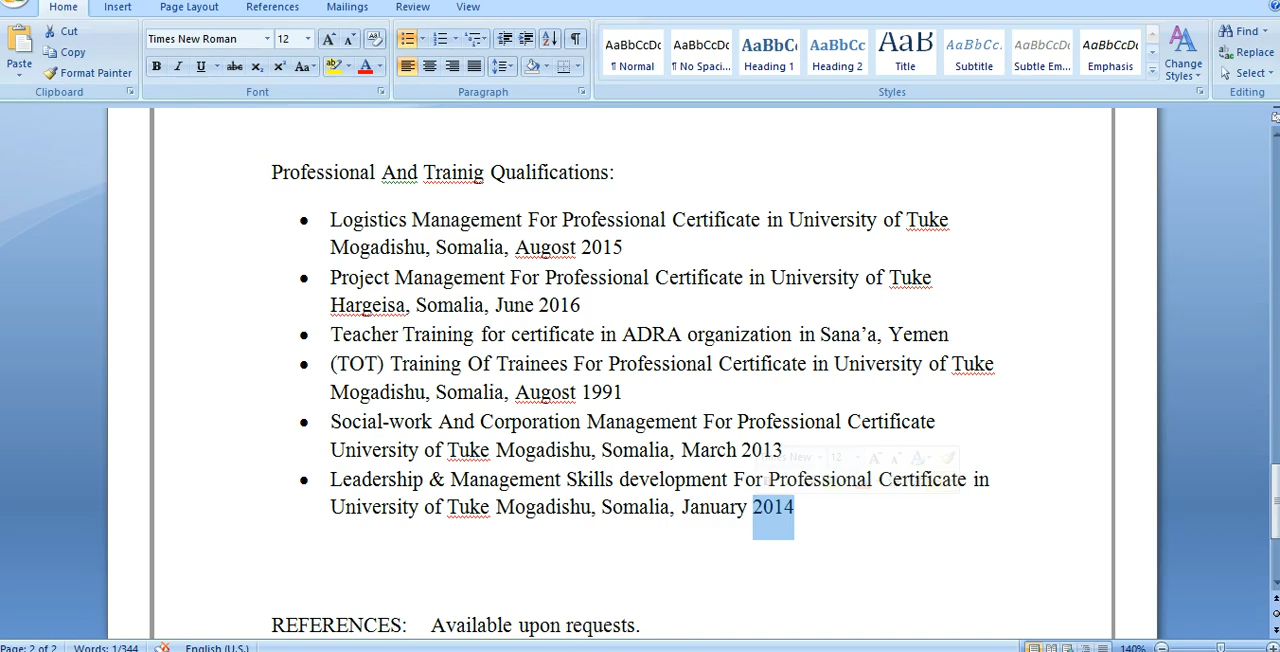 Home Insert Page Layout References Mailings Review View
Cut
Copy
Format Painter
Paste
Clipboard
Times New Roman 12
Font
Paragraph
AaBbCcDc AaBbCcDc AaBbC AaBbCc AaB AaBbCc. AaBbCcDc AaBbCcDc
¶ Normal ¶ No Spaci... Heading 1 Heading 2 Title Subtitle Subtle Em... Emphasis
Change
Styles
Styles
Find
Replace
Select
Editing
Professional And Trainig Qualifications:
• Logistics Management For Professional Certificate in University of Tuke
Mogadishu, Somalia, Augost 2015
• Project Management For Professional Certificate in University of Tuke
Hargeisa, Somalia, June 2016
• Teacher Training for certificate in ADRA organization in Sana’a, Yemen
• (TOT) Training Of Trainees For Professional Certificate in University of Tuke
Mogadishu, Somalia, Augost 1991
• Social-work And Corporation Management For Professional Certificate
University of Tuke Mogadishu, Somalia, March 2013
• Leadership & Management Skills development For Professional Certificate in
University of Tuke Mogadishu, Somalia, January 2014
REFERENCES: Available upon requests.
Page: 2 of 2 Words: 1/344 English (U.S.) 140%